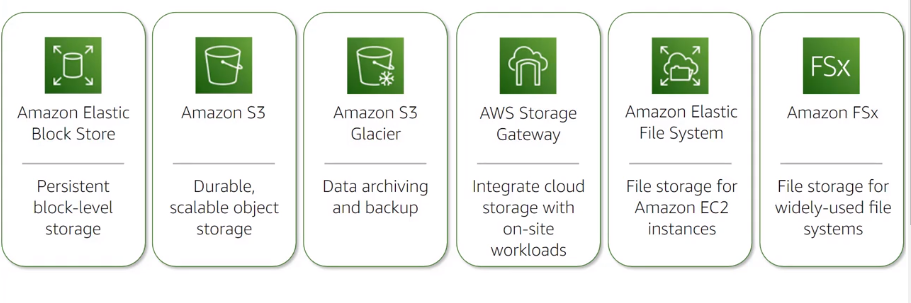 Amazon Elastic
Block Store
Persistent
block-level
storage
Amazon S3
Durable,
scalable object
storage
Amazon S3
Glacier
Data archiving
and backup
AWS Storage
Gateway
Integrate cloud
storage with
on-site
workloads
Amazon Elastic
File System
File storage for
Amazon EC2
instances
FSx
Amazon FSx
File storage for
widely-used file
systems